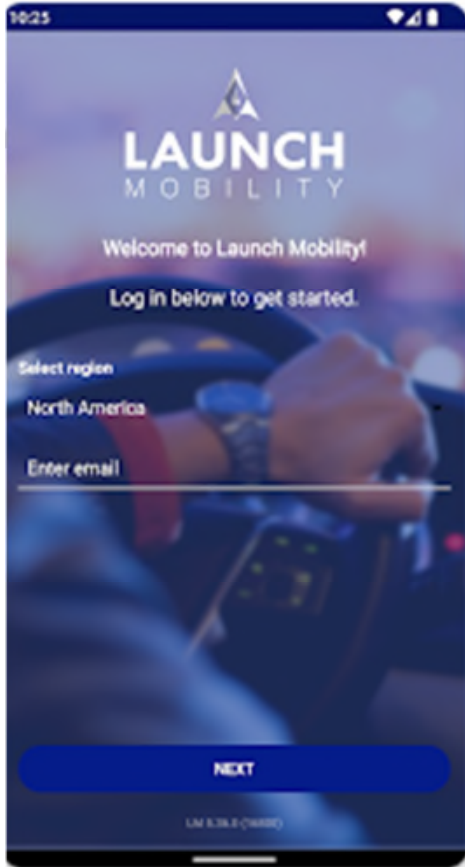 10:25
LAUNCH
MOBILITY
Welcome to Launch Mobility!
Log in below to get started.
Select region
North America
Enter email
NEXT
LM